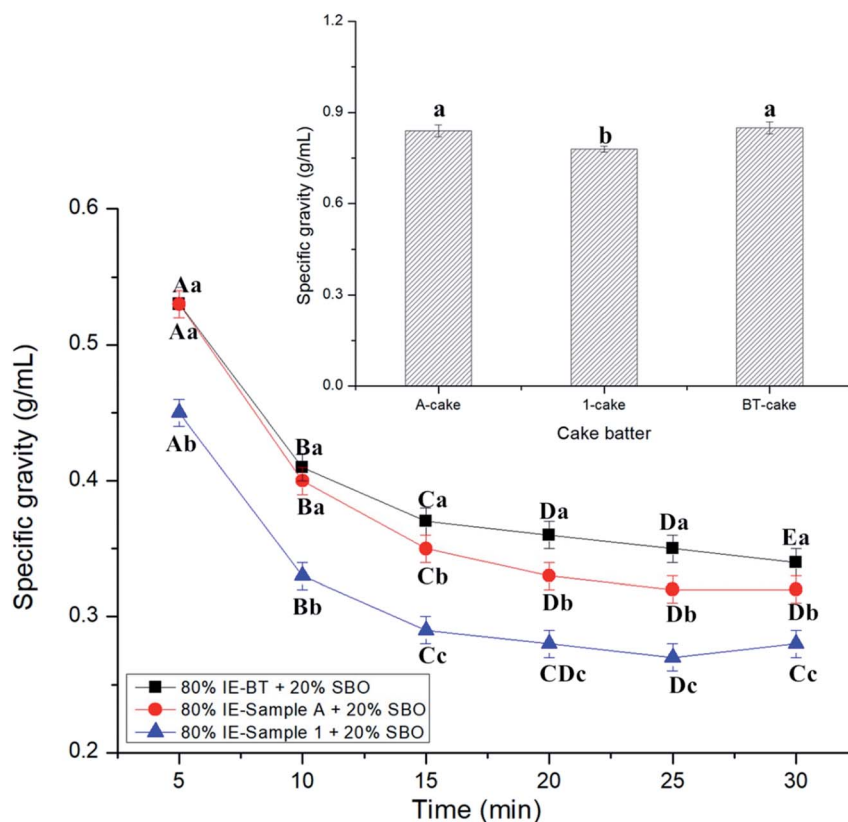 1.2
0.9
0.6
0.3
0.0
Specific gravity (g/mL)
a
b
a
A-cake
1-cake
BT-cake
Cake batter
0.6
0.5
0.4
0.3
0.2
Specific gravity (g/mL)
Aa
Aa
Ab
Ba
Ba
Bb
Ca
Cb
Cc
Da
Db
CDc
Da
Db
Dc
Ea
Db
Cc
80% IE-BT + 20% SBO
80% IE-Sample A + 20% SBO
80% IE-Sample 1 + 20% SBO
5
10
15
20
25
30
Time (min)